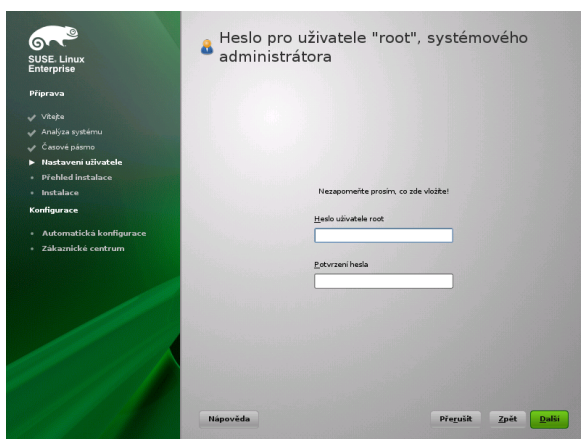 SUSE. Linux
Enterprise
Příprava
Vítejte
Analýza systému
Časové pásmo
Nastavení uživatele
Přehled instalace
Instalace
Konfigurace
Automatická konfigurace
Zákaznické centrum
Heslo pro uživatele "root", systémového
administrátora
Nezapomeňte prosím, co zde vložíte!
Heslo uživatele root
Potvrzení hesla
Nápověda
Přerušit
Zpět
Další